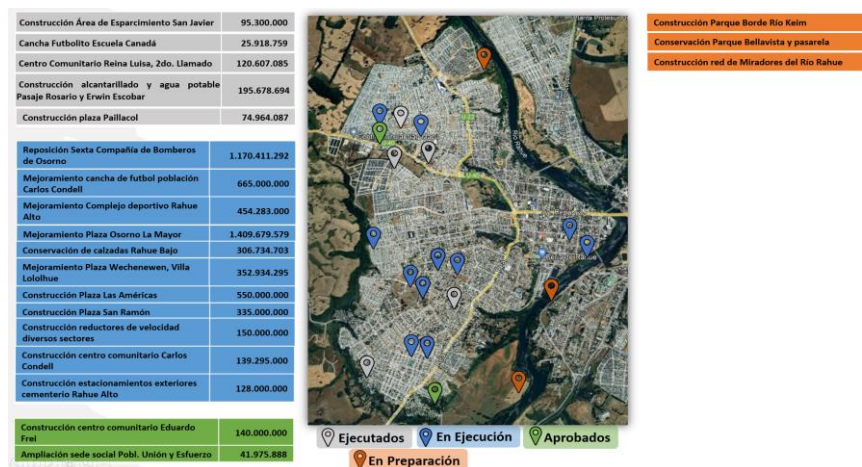 Construcción Área de Esparcimiento San Javier 95.300.000
Cancha Futbolito Escuela Canadá 25.918.759
Centro Comunitario Reina Luisa, 2do. Llamado 120.607.085
Construcción alcantarillado y agua potable
Pasaje Rosario y Erwin Escobar 195.678.694
Construcción plaza Paillacol 74.964.087
Reposición Sexta Compañía de Bomberos
de Osorno 1.170.411.292
Mejoramiento cancha de futbol población
Carlos Condell 665.000.000
Mejoramiento Complejo deportivo Rahue
Alto 454.283.000
Mejoramiento Plaza Osorno La Mayor 1.409.679.579
Conservación de calzadas Rahue Bajo 306.734.703
Mejoramiento Plaza Wechenewen, Villa
Lololhue 352.934.295
Construcción Plaza Las Américas 550.000.000
Construcción Plaza San Ramón 335.000.000
Construcción reductores de velocidad
diversos sectores 150.000.000
Construcción centro comunitario Carlos
Condell 139.295.000
Construcción estacionamientos exteriores
cementerio Rahue Alto 128.000.000
Construcción centro comunitario Eduardo
Frei 140.000.000
Ampliación sede social Pobl. Unión y Esfuerzo 41.975.888
Construcción Parque Borde Río Keim
Conservación Parque Bellavista y pasarela
Construcción red de Miradores del Río Rahue
Ejecutados
En Ejecución
Aprobados
En Preparación